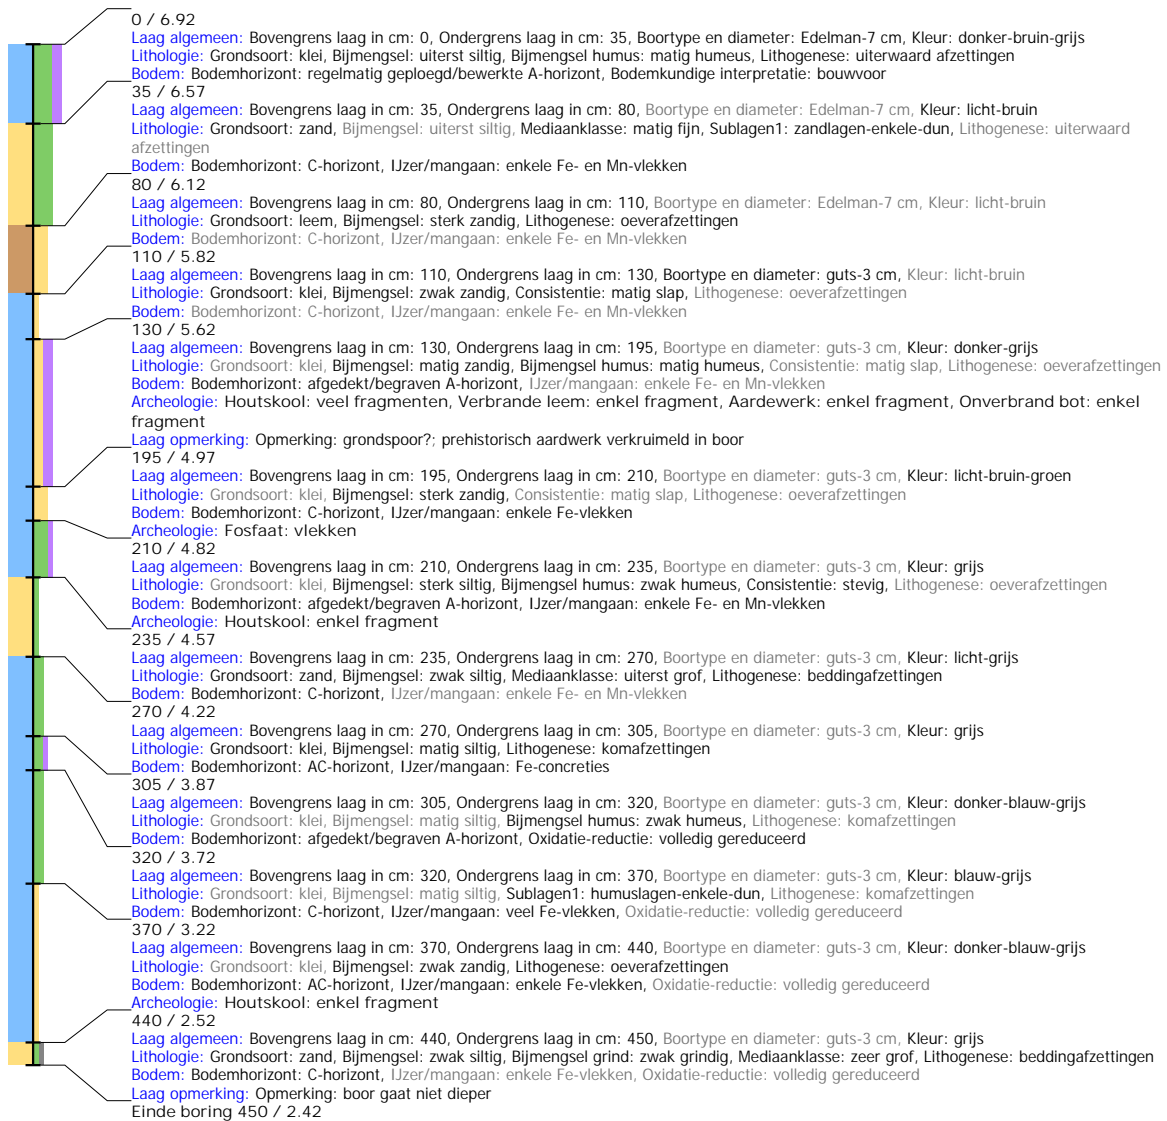 0 / 6.92
Laag algemeen: Bovengrens laag in cm: 0, Ondergrens laag in cm: 35, Boortype en diameter: Edelman-7 cm, Kleur: donker-bruin-grijs
Lithologie: Grondsoort: klei, Bijmengsel: uiterst siltig, Bijmengsel humus: matig humeus, Lithogenese: uiterwaard afzettingen
Bodem: Bodemhorizont: regelmatig geploegd/bewerkte A-horizont, Bodemkundige interpretatie: bouwvoor
35 / 6.57
Laag algemeen: Bovengrens laag in cm: 35, Ondergrens laag in cm: 80, Boortype en diameter: Edelman-7 cm, Kleur: licht-bruin
Lithologie: Grondsoort: zand, Bijmengsel: uiterst siltig, Mediaanklasse: matig fijn, Sublagen1: zandlagen-enkele-dun, Lithogenese: uiterwaard
afzettingen
Bodem: Bodemhorizont: C-horizont, IJzer/mangaan: enkele Fe- en Mn-vlekken
80 / 6.12
Laag algemeen: Bovengrens laag in cm: 80, Ondergrens laag in cm: 110, Boortype en diameter: Edelman-7 cm, Kleur: licht-bruin
Lithologie: Grondsoort: leem, Bijmengsel: sterk zandig, Lithogenese: oeverafzettingen
Bodem: Bodemhorizont: C-horizont, IJzer/mangaan: enkele Fe- en Mn-vlekken
110 / 5.82
Laag algemeen: Bovengrens laag in cm: 110, Ondergrens laag in cm: 130, Boortype en diameter: guts-3 cm, Kleur: licht-bruin
Lithologie: Grondsoort: klei, Bijmengsel: zwak zandig, Consistentie: matig slap, Lithogenese: oeverafzettingen
Bodem: Bodemhorizont: C-horizont, IJzer/mangaan: enkele Fe- en Mn-vlekken
130 / 5.62
Laag algemeen: Bovengrens laag in cm: 130, Ondergrens laag in cm: 195, Boortype en diameter: guts-3 cm, Kleur: donker-grijs
Lithologie: Grondsoort: klei, Bijmengsel: matig zandig, Bijmengsel humus: matig humeus, Consistentie: matig slap, Lithogenese: oeverafzettingen
Bodem: Bodemhorizont: afgedekt/begraven A-horizont, IJzer/mangaan: enkele Fe- en Mn-vlekken
Archeologie: Houtskool: veel fragmenten, Verbrande leem: enkel fragment, Aardewerk: enkel fragment, Onverbrand bot: enkel
fragment
Laag opmerking: Opmerking: grondspoor?; prehistorisch aardwerk verkruimeld in boor
195 / 4.97
Laag algemeen: Bovengrens laag in cm: 195, Ondergrens laag in cm: 210, Boortype en diameter: guts-3 cm, Kleur: licht-bruin-groen
Lithologie: Grondsoort: klei, Bijmengsel: sterk zandig, Consistentie: matig slap, Lithogenese: oeverafzettingen
Bodem: Bodemhorizont: C-horizont, IJzer/mangaan: enkele Fe-vlekken
Archeologie: Fosfaat: vlekken
210 / 4.82
Laag algemeen: Bovengrens laag in cm: 210, Ondergrens laag in cm: 235, Boortype en diameter: guts-3 cm, Kleur: grijs
Lithologie: Grondsoort: klei, Bijmengsel: sterk siltig, Bijmengsel humus: zwak humeus, Consistentie: stevig, Lithogenese: oeverafzettingen
Bodem: Bodemhorizont: afgedekt/begraven A-horizont, IJzer/mangaan: enkele Fe- en Mn-vlekken
Archeologie: Houtskool: enkel fragment
235 / 4.57
Laag algemeen: Bovengrens laag in cm: 235, Ondergrens laag in cm: 270, Boortype en diameter: guts-3 cm, Kleur: licht-grijs
Lithologie: Grondsoort: zand, Bijmengsel: zwak siltig, Mediaanklasse: uiterst grof, Lithogenese: beddingafzettingen
Bodem: Bodemhorizont: C-horizont, IJzer/mangaan: enkele Fe- en Mn-vlekken
270 / 4.22
Laag algemeen: Bovengrens laag in cm: 270, Ondergrens laag in cm: 305, Boortype en diameter: guts-3 cm, Kleur: grijs
Lithologie: Grondsoort: klei, Bijmengsel: matig siltig, Lithogenese: komafzettingen
Bodem: Bodemhorizont: AC-horizont, IJzer/mangaan: Fe-concreties
305 / 3.87
Laag algemeen: Bovengrens laag in cm: 305, Ondergrens laag in cm: 320, Boortype en diameter: guts-3 cm, Kleur: donker-blauw-grijs
Lithologie: Grondsoort: klei, Bijmengsel: matig siltig, Bijmengsel humus: zwak humeus, Lithogenese: komafzettingen
Bodem: Bodemhorizont: afgedekt/begraven A-horizont, Oxidatie-reductie: volledig gereduceerd
320 / 3.72
Laag algemeen: Bovengrens laag in cm: 320, Ondergrens laag in cm: 370, Boortype en diameter: guts-3 cm, Kleur: blauw-grijs
Lithologie: Grondsoort: klei, Bijmengsel: matig siltig, Sublagen1: humuslagen-enkele-dun, Lithogenese: komafzettingen
Bodem: Bodemhorizont: C-horizont, IJzer/mangaan: veel Fe-vlekken, Oxidatie-reductie: volledig gereduceerd
370 / 3.22
Laag algemeen: Bovengrens laag in cm: 370, Ondergrens laag in cm: 440, Boortype en diameter: guts-3 cm, Kleur: donker-blauw-grijs
Lithologie: Grondsoort: klei, Bijmengsel: zwak zandig, Lithogenese: oeverafzettingen
Bodem: Bodemhorizont: AC-horizont, IJzer/mangaan: enkele Fe-vlekken, Oxidatie-reductie: volledig gereduceerd
Archeologie: Houtskool: enkel fragment
440 / 2.52
Laag algemeen: Bovengrens laag in cm: 440, Ondergrens laag in cm: 450, Boortype en diameter: guts-3 cm, Kleur: grijs
Lithologie: Grondsoort: zand, Bijmengsel: zwak siltig, Bijmengsel grind: zwak grindig, Mediaanklasse: zeer grof, Lithogenese: beddingafzettingen
Bodem: Bodemhorizont: C-horizont, IJzer/mangaan: enkele Fe-vlekken, Oxidatie-reductie: volledig gereduceerd
Laag opmerking: Opmerking: boor gaat niet dieper
Einde boring 450 / 2.42